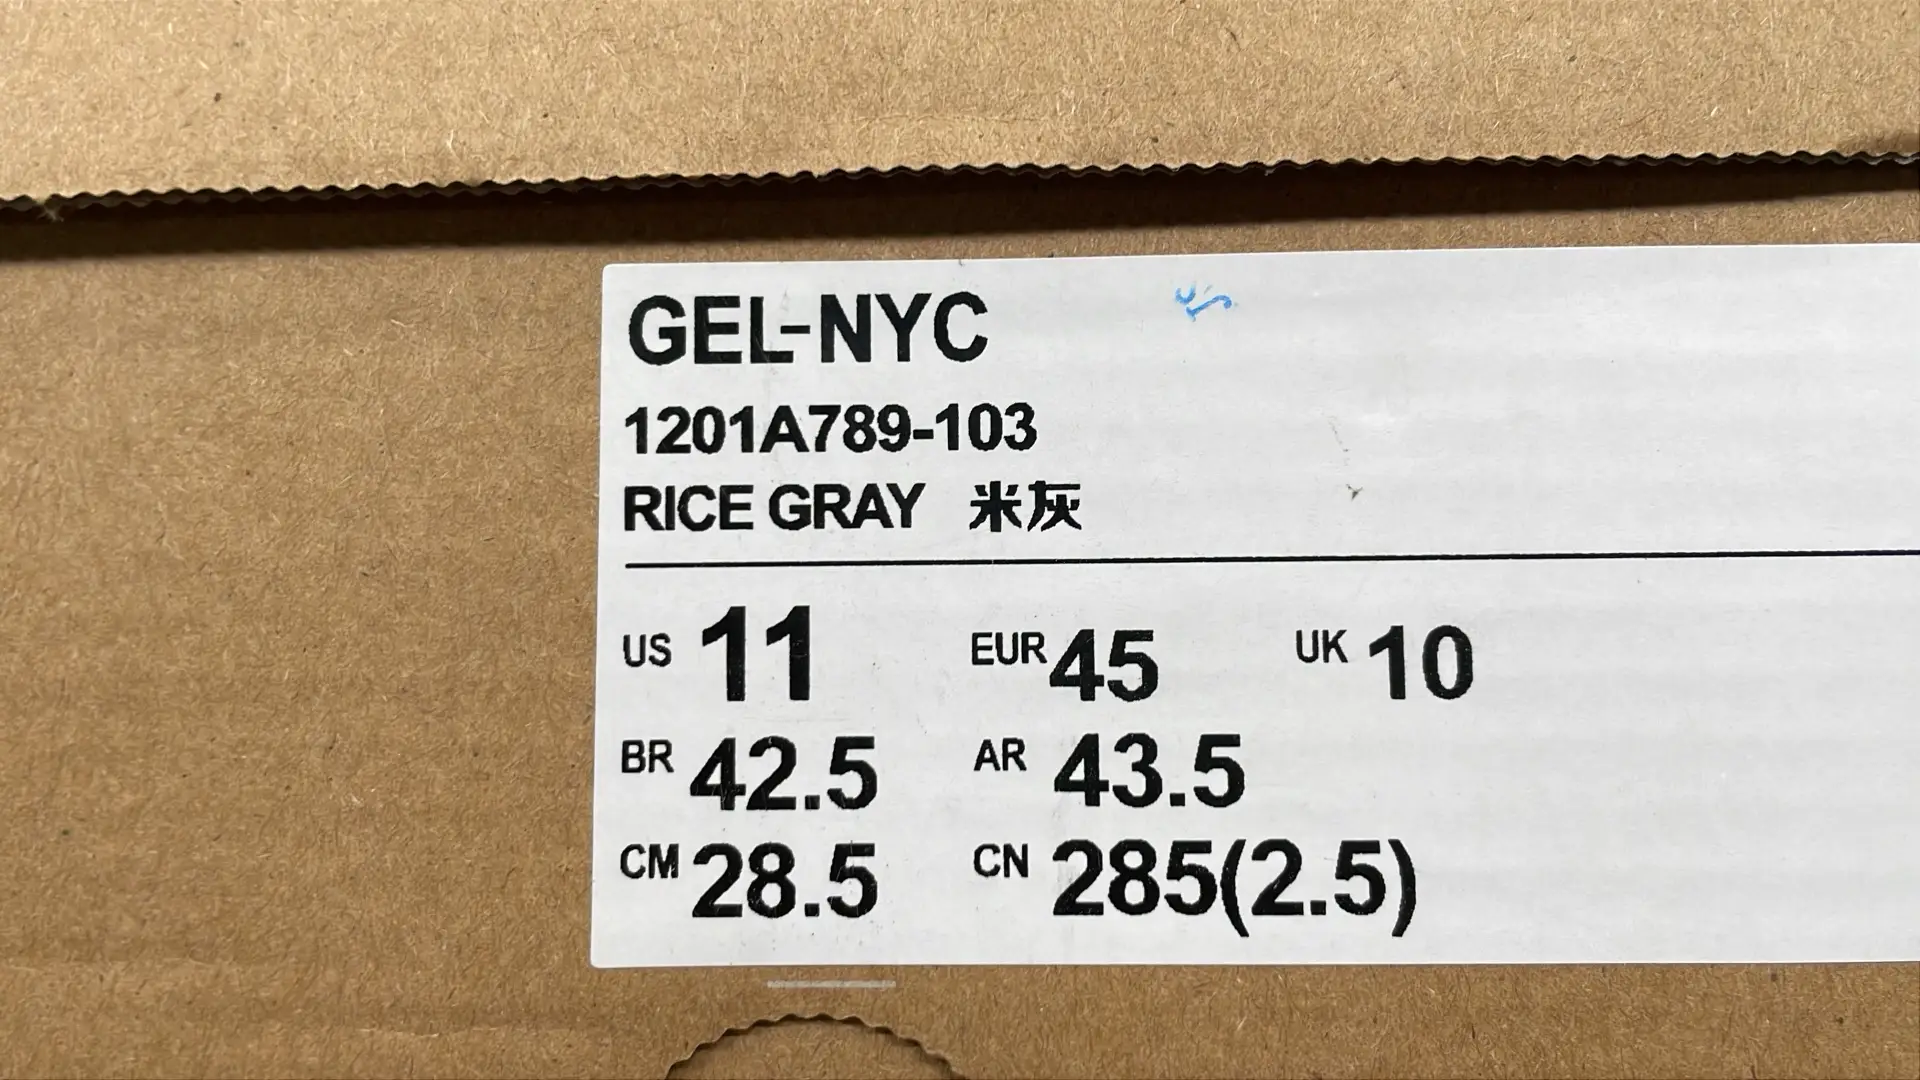 GEL-NYC
1201A789-103
RICE GRAY 米灰
US 11 EUR 45 UK 10
BR 42.5 AR 43.5
CM 28.5 CN 285(2.5)